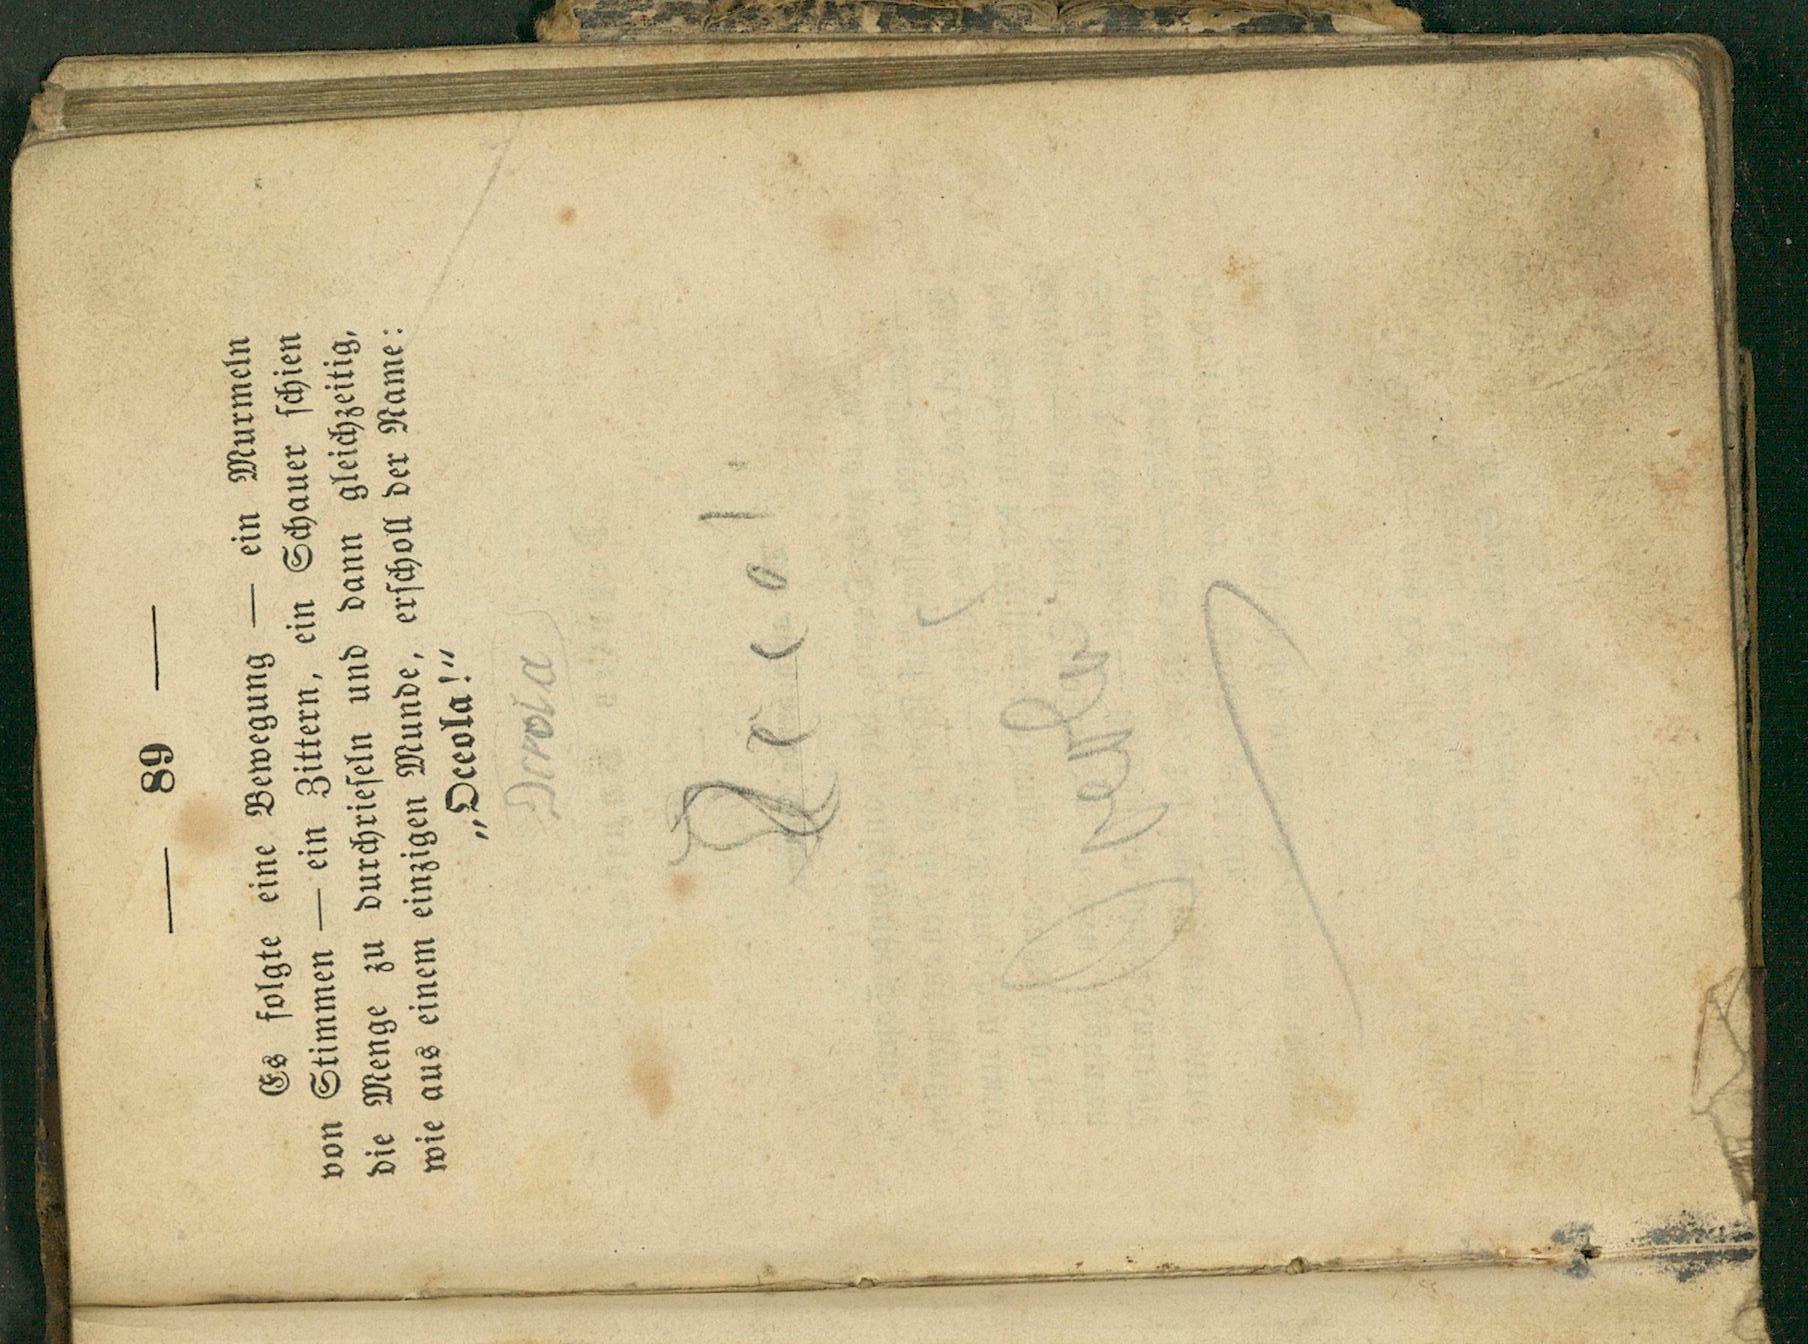 — 89 —
Es folgte eine Bewegung — ein Murmeln
von Stimmen — ein Zittern, ein Schauer schien
die Menge zu durchrieseln und dann gleichzeitig,
wie aus einem einzigen Munde, erscholl der Name:
„Oceola!“